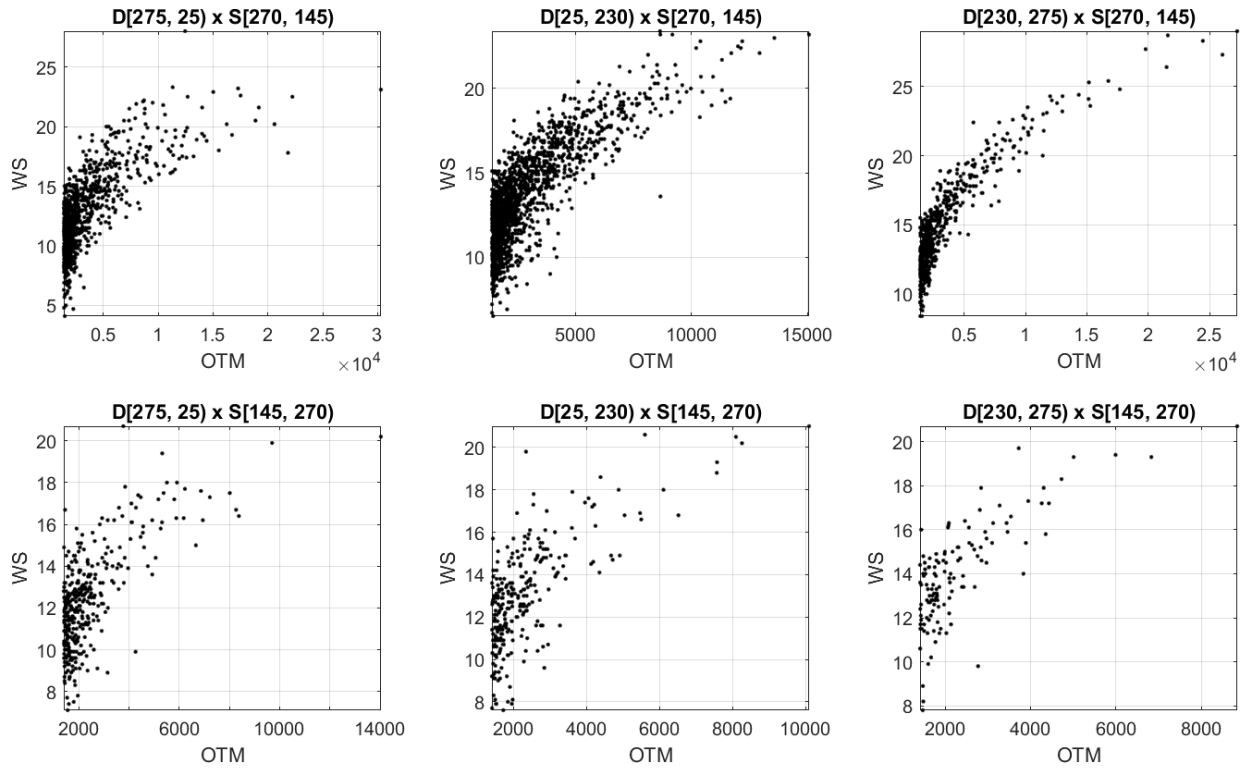 D[275, 25) x S[270, 145)
D[25, 230) x S[270, 145)
D[230, 275) x S[270, 145)
25
20
15
10
5
WS
0.5 1 1.5 2 2.5 3
×10⁴
OTM
20
15
10
WS
5000 10000 15000
OTM
25
20
15
10
WS
0.5 1 1.5 2 2.5
×10⁴
OTM
D[275, 25) x S[145, 270)
D[25, 230) x S[145, 270)
D[230, 275) x S[145, 270)
20
18
16
14
12
10
8
WS
2000 6000 10000 14000
OTM
20
18
16
14
12
10
8
WS
2000 4000 6000 8000 10000
OTM
20
18
16
14
12
10
8
WS
2000 4000 6000 8000
OTM